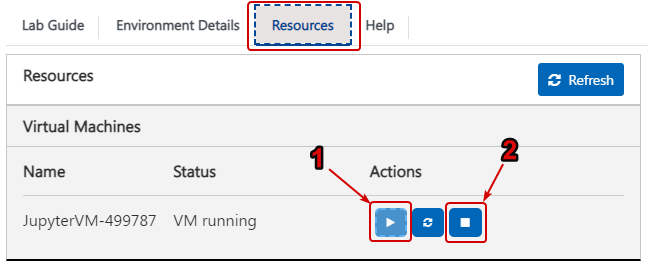 Lab Guide Environment Details Resources Help
Resources Refresh
Virtual Machines
1 2
Name Status Actions
JupyterVM-499787 VM running